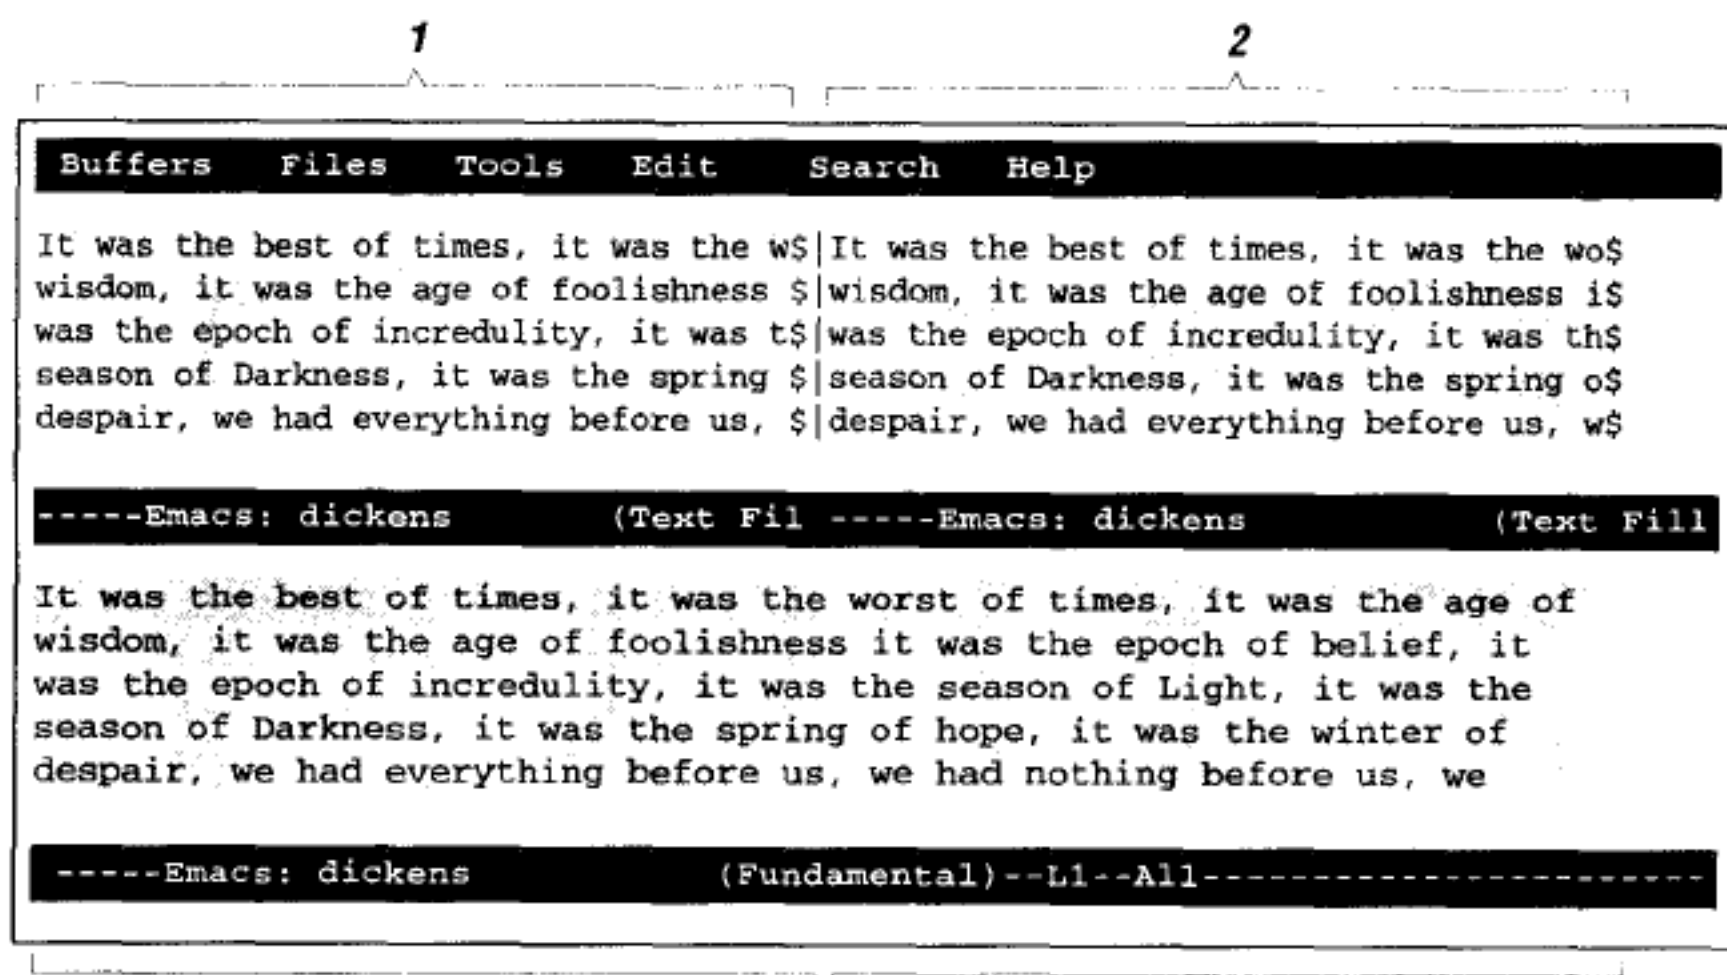 1 2
Buffers Files Tools Edit Search Help
It was the best of times, it was the w$|It was the best of times, it was the wo$
wisdom, it was the age of foolishness $|wisdom, it was the age of foolishness i$
was the epoch of incredulity, it was t$|was the epoch of incredulity, it was th$
season of Darkness, it was the spring $|season of Darkness, it was the spring o$
despair, we had everything before us, $|despair, we had everything before us, w$
-----Emacs: dickens (Text Fil -----Emacs: dickens (Text Fill
It was the best of times, it was the worst of times, it was the age of
wisdom, it was the age of foolishness it was the epoch of belief, it
was the epoch of incredulity, it was the season of Light, it was the
season of Darkness, it was the spring of hope, it was the winter of
despair, we had everything before us, we had nothing before us, we
-----Emacs: dickens (Fundamental)--L1--All--------------------------